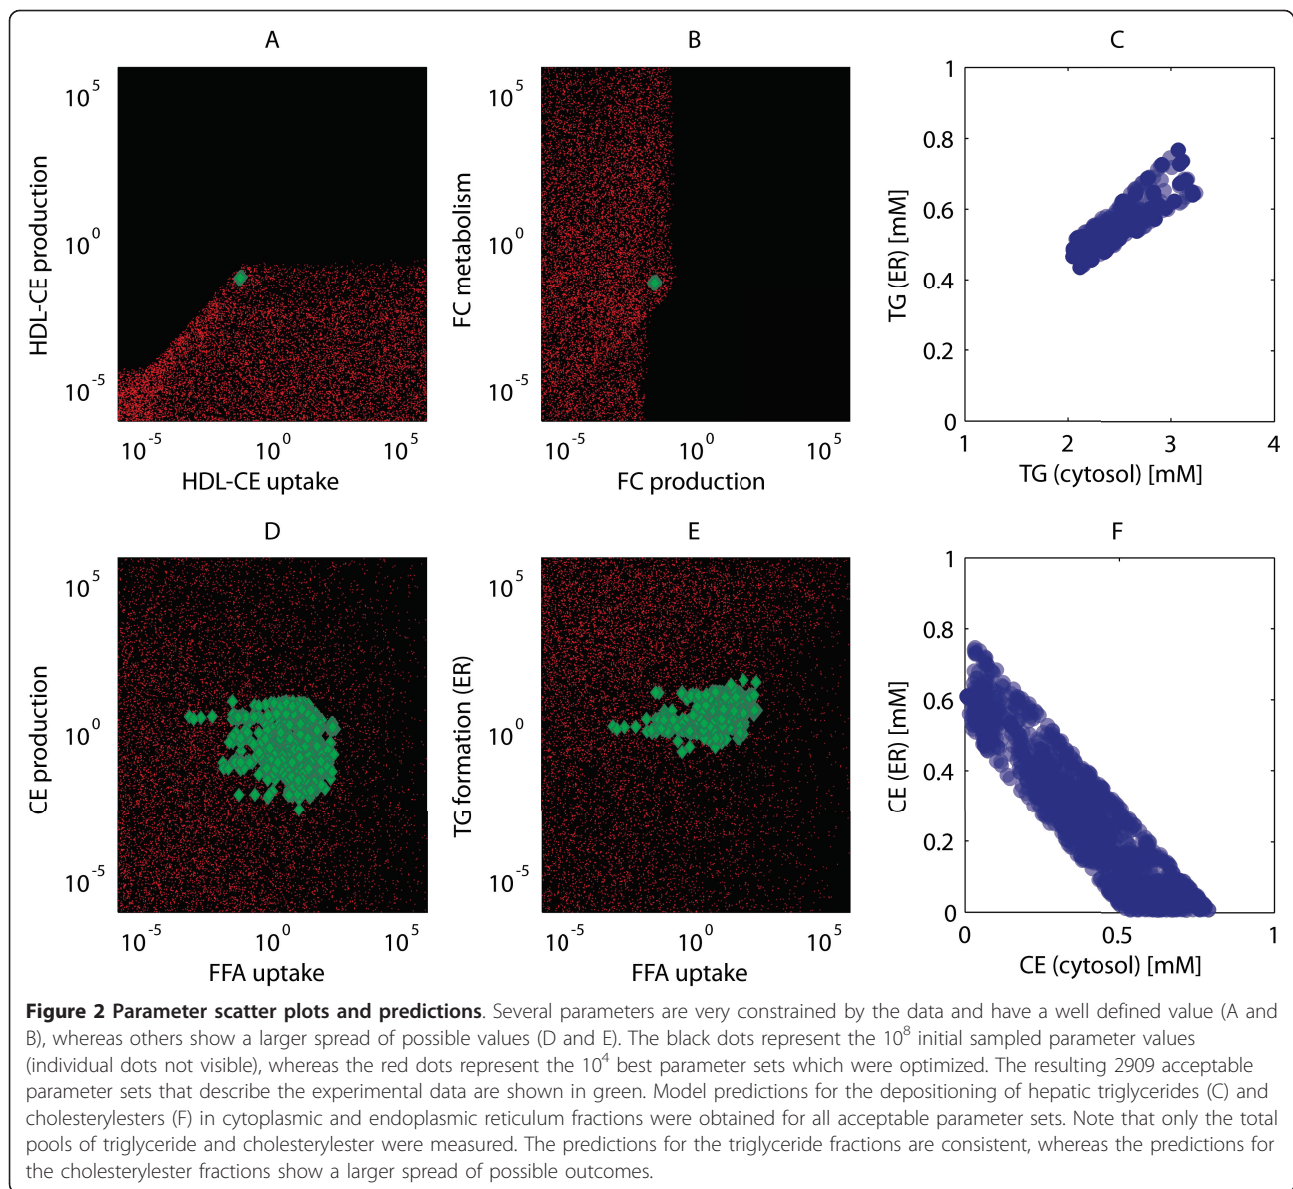 A
B
C
10^5
10^0
10^-5
HDL-CE production
10^-5 10^0 10^5
HDL-CE uptake
10^5
10^0
10^-5
FC metabolism
10^-5 10^0 10^5
FC production
1
0.8
0.6
0.4
0.2
0
TG (ER) [mM]
1 2 3 4
TG (cytosol) [mM]
D
E
F
10^5
10^0
10^-5
CE production
10^-5 10^0 10^5
FFA uptake
10^5
10^0
10^-5
TG formation (ER)
10^-5 10^0 10^5
FFA uptake
1
0.8
0.6
0.4
0.2
0
CE (ER) [mM]
0 0.5 1
CE (cytosol) [mM]
Figure 2 Parameter scatter plots and predictions. Several parameters are very constrained by the data and have a well defined value (A and
B), whereas others show a larger spread of possible values (D and E). The black dots represent the 10^8 initial sampled parameter values
(individual dots not visible), whereas the red dots represent the 10^4 best parameter sets which were optimized. The resulting 2909 acceptable
parameter sets that describe the experimental data are shown in green. Model predictions for the depositioning of hepatic triglycerides (C) and
cholesterylesters (F) in cytoplasmic and endoplasmic reticulum fractions were obtained for all acceptable parameter sets. Note that only the total
pools of triglyceride and cholesterylester were measured. The predictions for the triglyceride fractions are consistent, whereas the predictions for
the cholesterylester fractions show a larger spread of possible outcomes.